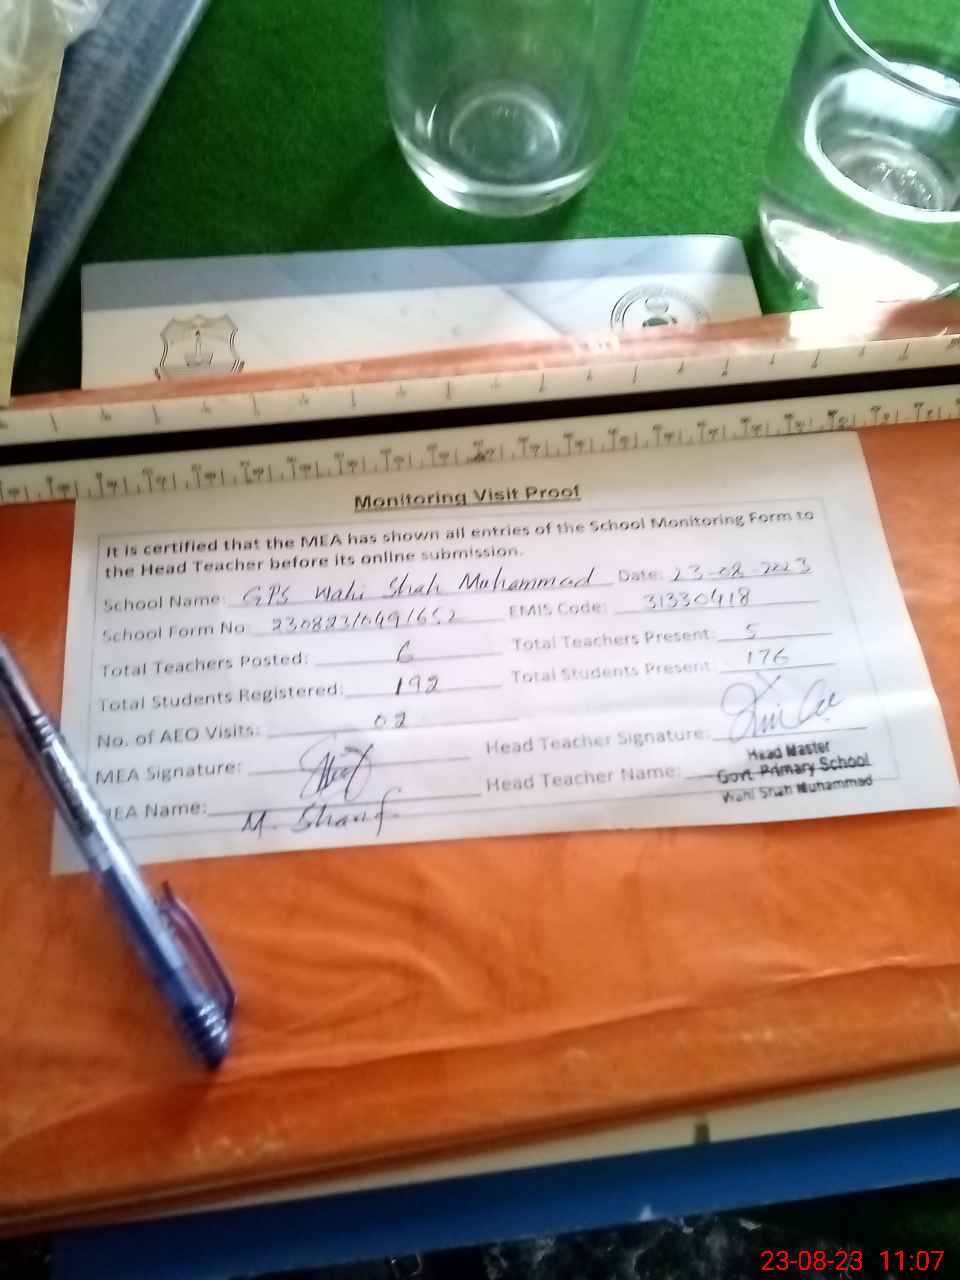 Monitoring Visit Proof
It is certified that the MEA has shown all entries of the School Monitoring Form to
the Head Teacher before its online submission.
School Name: GPS Wahi Shah Muhammad Date: 23-08-2023
School Form No: 230823/0491652 EMIS Code: 31330418
Total Teachers Posted: 6 Total Teachers Present: 5
Total Students Registered: 192 Total Students Present: 176
No. of AEO Visits: 02
MEA Signature: Head Teacher Signature:
MEA Name: M. Sharif Head Teacher Name:
Head Master
Govt Primary School
Wahi Shah Muhammad
23-08-23 11:07